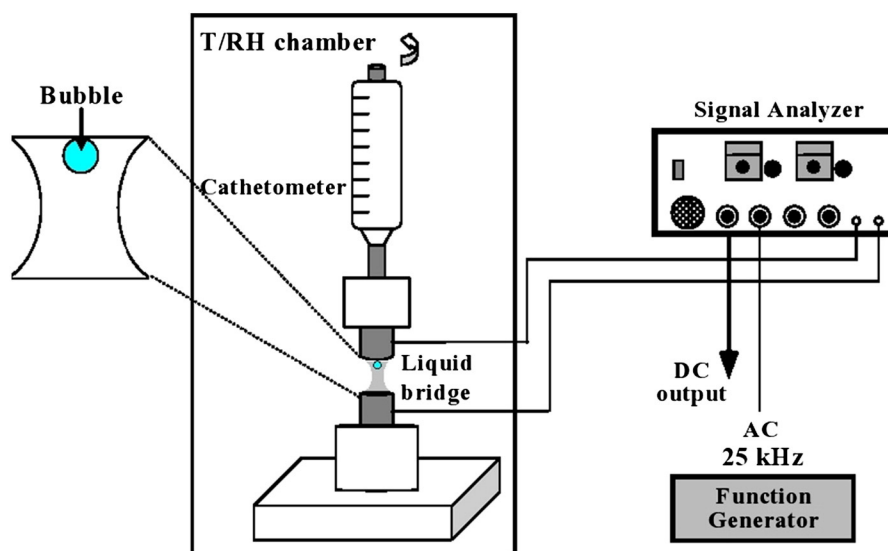 T/RH chamber
Bubble
Signal Analyzer
Cathetometer
Liquid
bridge
DC
output
AC
25 kHz
Function
Generator